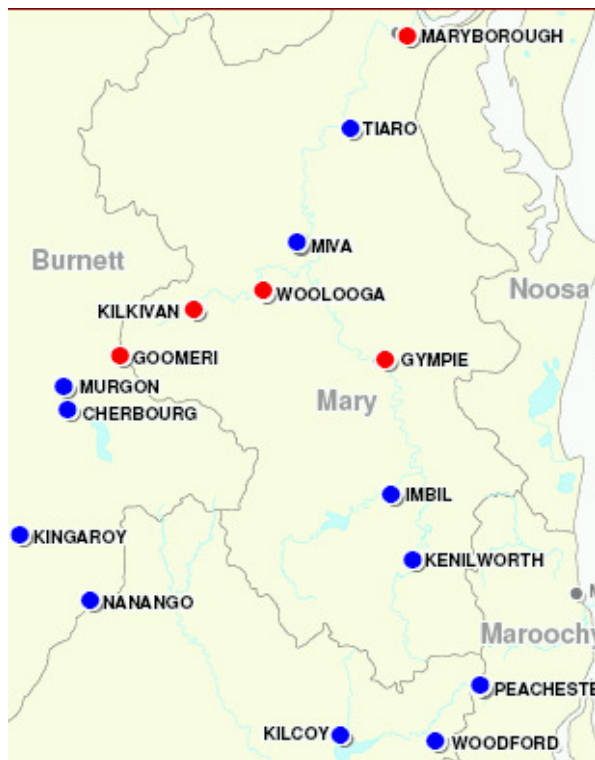 MARYBOROUGH
TIARO
MIVA
Burnett
Noosa
WOOLOOGA
KILKIVAN
GOOMERI
GYMPIE
MURGON
Mary
CHERBOURG
IMBIL
KINGAROY
KENILWORTH
NANANGO
M
Maroochy
PEACHESTE
KILCOY
WOODFORD